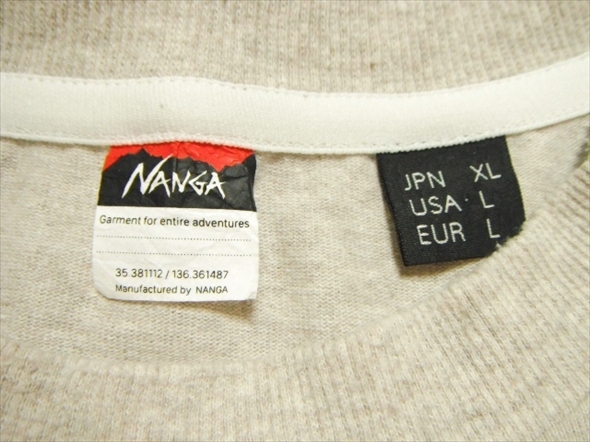 NANGA
Garment for entire adventures
35.381112 / 136.361487
Manufactured by NANGA
JPN XL
USA L
EUR L